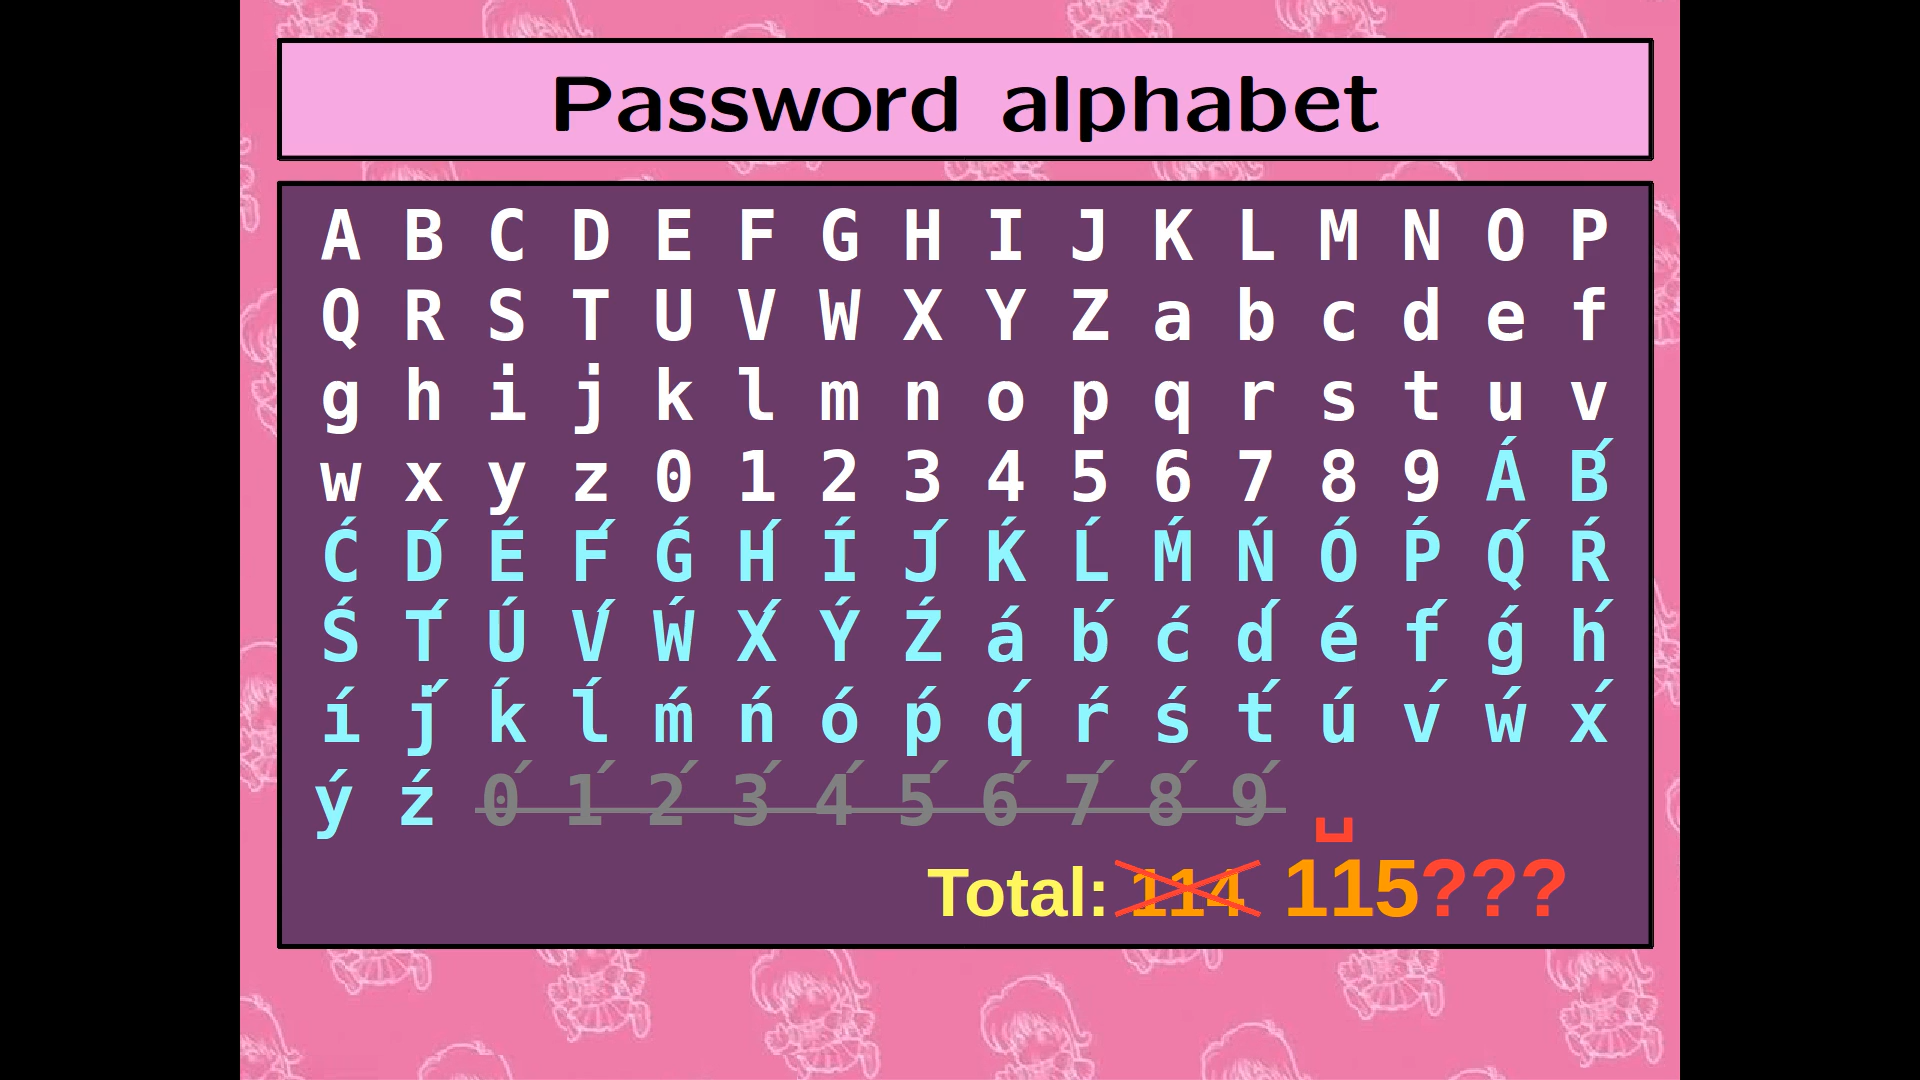 Password alphabet
A B C D E F G H I J K L M N O P
Q R S T U V W X Y Z a b c d e f
g h i j k l m n o p q r s t u v
w x y z 0 1 2 3 4 5 6 7 8 9 Á B́
Ć D́ É F́ Ǵ H́ Í J́ Ḱ Ĺ Ḿ Ń Ó Ṕ Q́ Ŕ
Ś T́ Ú V́ Ẃ X́ Ý Ź á b́ ć d́ é f́ ǵ h́
í j́ ḱ ĺ ḿ ń ó ṕ q́ ŕ ś t́ ú v́ ẃ x́
ý ź 0́ 1́ 2́ 3́ 4́ 5́ 6́ 7́ 8́ 9́ ␣
Total: 114 115???